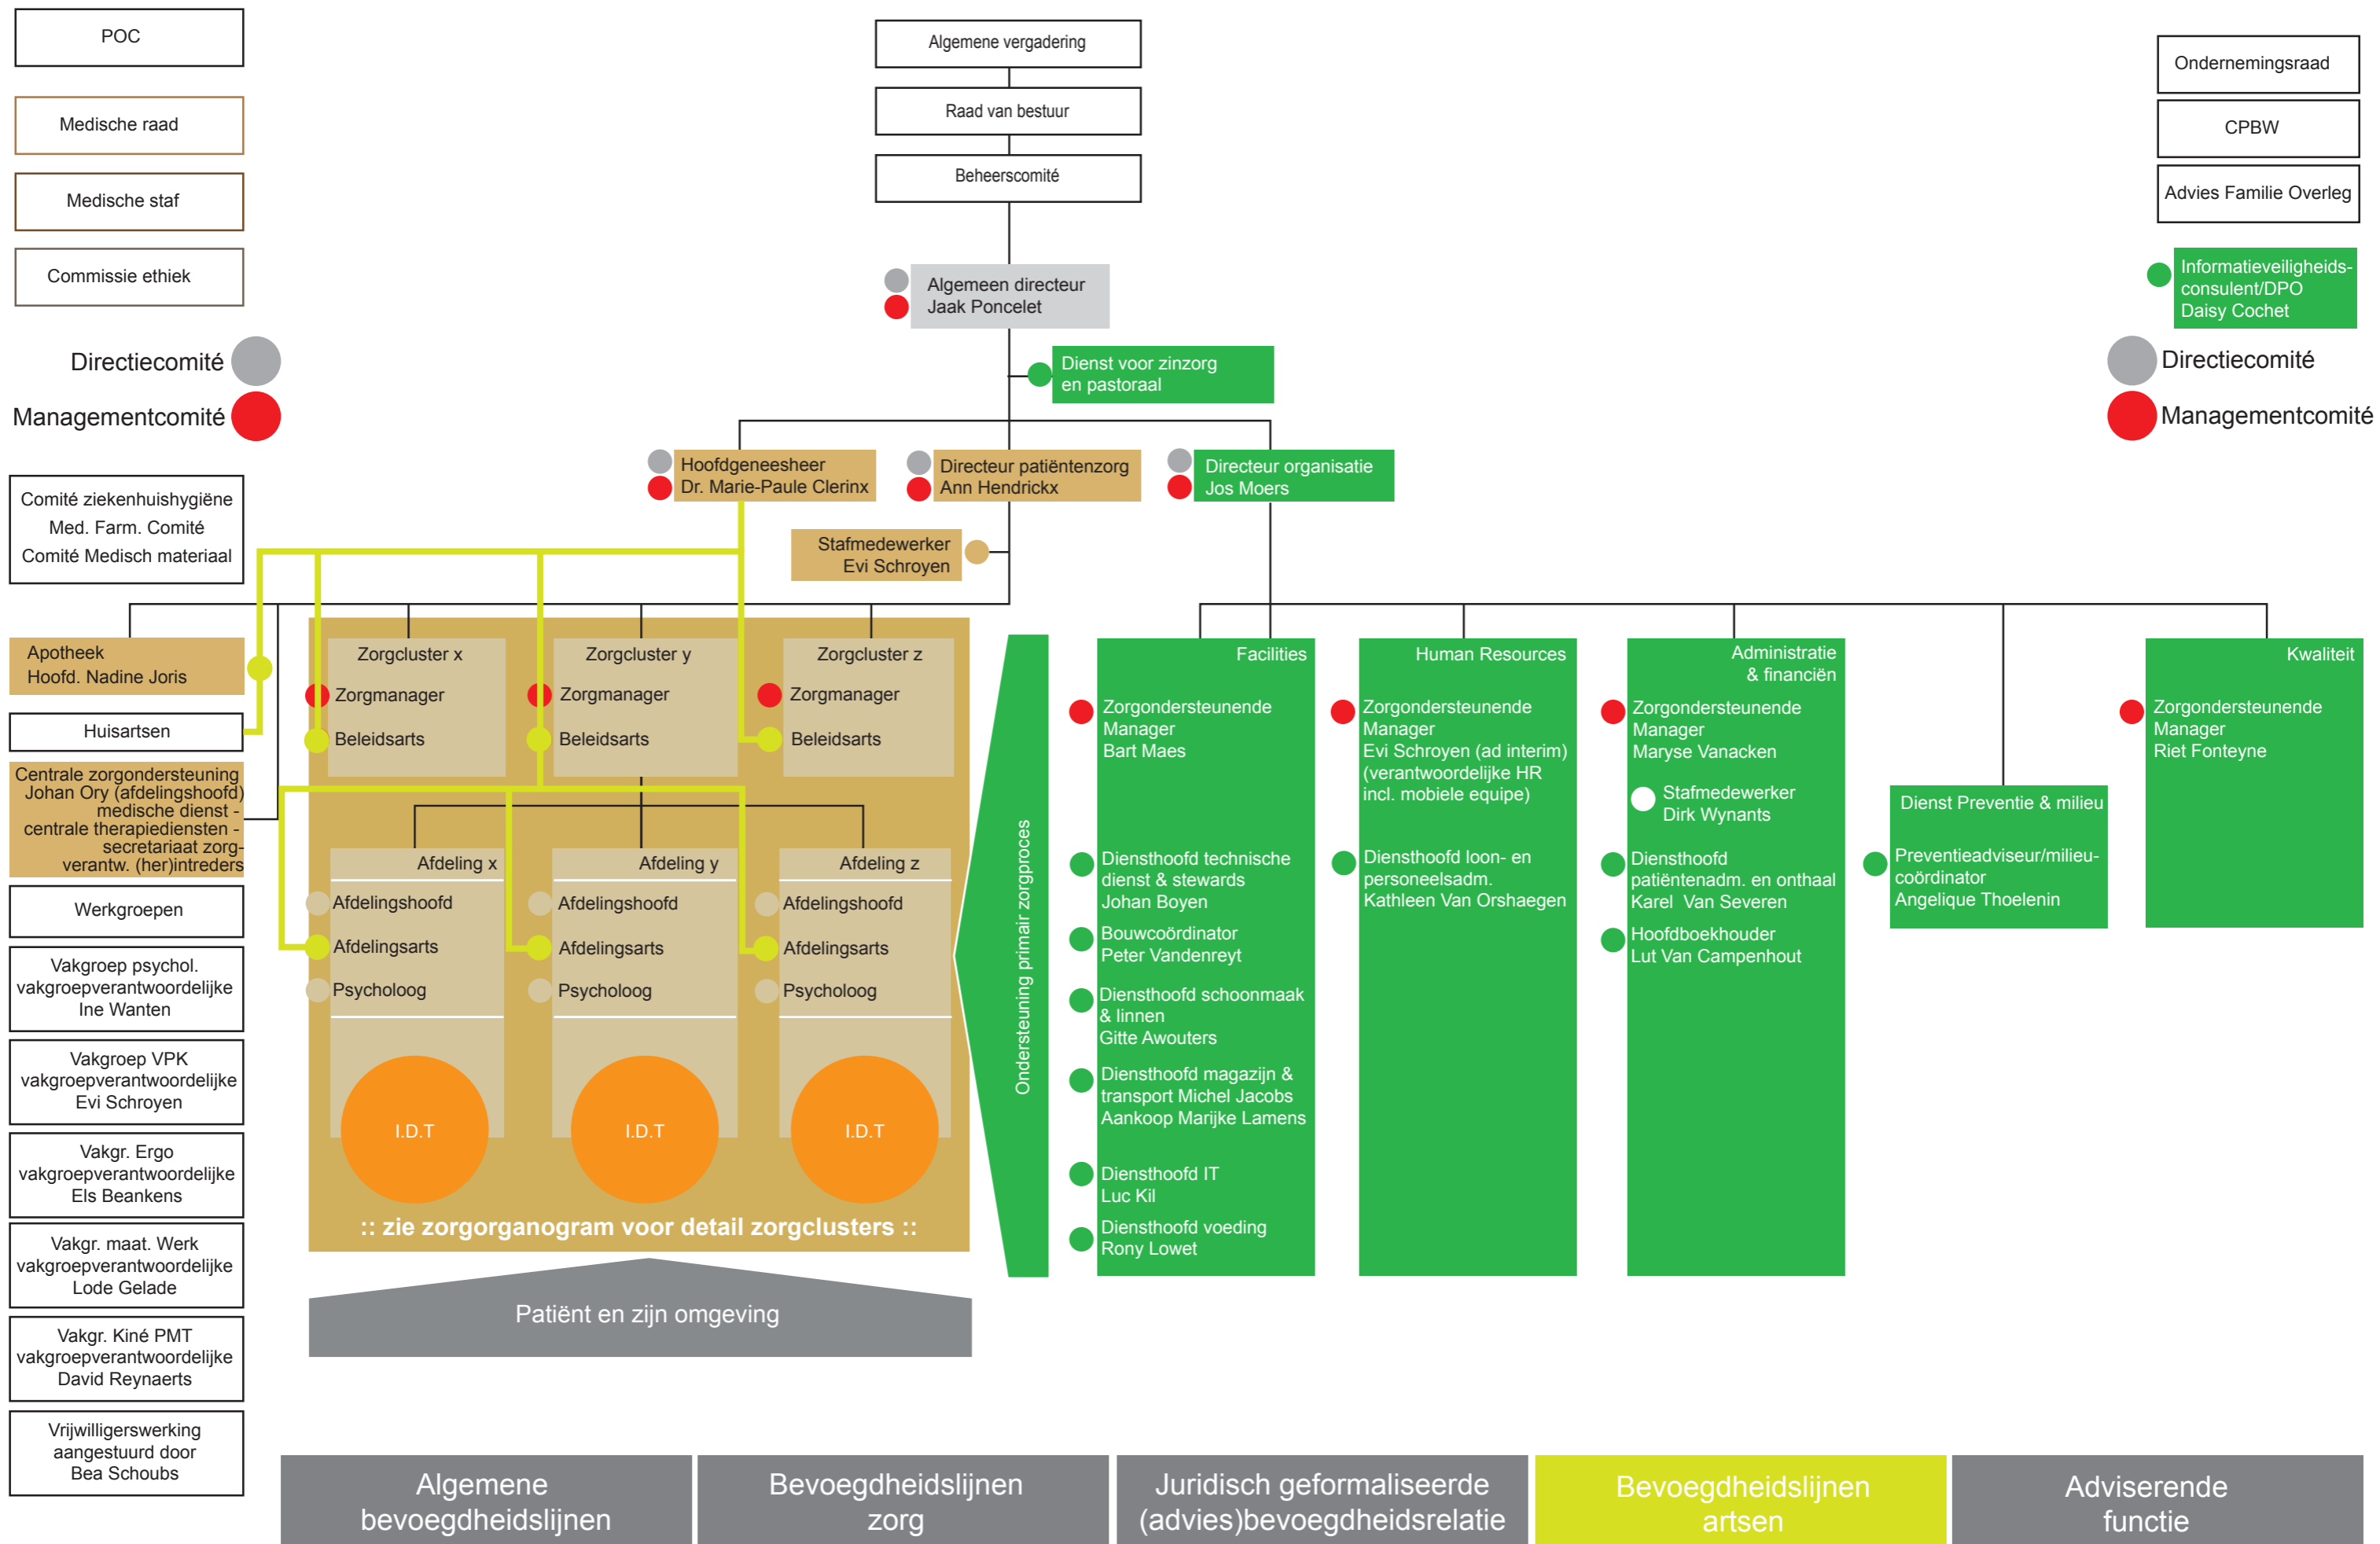 POC
Medische raad
Medische staf
Commissie ethiek
Directiecomité
Managementcomité
Algemene vergadering
Raad van bestuur
Beheerscomité
Algemeen directeur
Jaak Poncelet
Dienst voor zinzorg
en pastoraal
Ondernemingsraad
CPBW
Advies Familie Overleg
Informatieveiligheids-
consulent/DPO
Daisy Cochet
Directiecomité
Managementcomité
Hoofdgeneesheer
Dr. Marie-Paule Clerinx
Directeur patiëntenzorg
Ann Hendrickx
Directeur organisatie
Jos Moers
Stafmedewerker
Evi Schroyen
Comité ziekenhuishygiëne
Med. Farm. Comité
Comité Medisch materiaal
Apotheek
Hoofd. Nadine Joris
Huisartsen
Centrale zorgondersteuning
Johan Ory (afdelingshoofd)
medische dienst -
centrale therapiediensten -
secretariaat zorg-
verantw. (her)intreders
Werkgroepen
Vakgroep psychol.
vakgroepverantwoordelijke
Ine Wanten
Vakgroep VPK
vakgroepverantwoordelijke
Evi Schroyen
Vakgr. Ergo
vakgroepverantwoordelijke
Els Beankens
Vakgr. maat. Werk
vakgroepverantwoordelijke
Lode Gelade
Vakgr. Kiné PMT
vakgroepverantwoordelijke
David Reynaerts
Vrijwilligerswerking
aangestuurd door
Bea Schoubs
Zorgcluster x
Zorgmanager
Beleidsarts
Zorgcluster y
Zorgmanager
Beleidsarts
Zorgcluster z
Zorgmanager
Beleidsarts
Afdeling x
Afdelingshoofd
Afdelingsarts
Psycholoog
I.D.T
Afdeling y
Afdelingshoofd
Afdelingsarts
Psycholoog
I.D.T
Afdeling z
Afdelingshoofd
Afdelingsarts
Psycholoog
I.D.T
:: zie zorgorganogram voor detail zorgclusters ::
Patiënt en zijn omgeving
Ondersteuning primair zorgproces
Facilities
Zorgondersteunende
Manager
Bart Maes
Diensthoofd technische
dienst & stewards
Johan Boyen
Bouwcoördinator
Peter Vandenreyt
Diensthoofd schoonmaak
& linnen
Gitte Awouters
Diensthoofd magazijn &
transport Michel Jacobs
Aankoop Marijke Lamens
Diensthoofd IT
Luc Kil
Diensthoofd voeding
Rony Lowet
Human Resources
Zorgondersteunende
Manager
Evi Schroyen (ad interim)
(verantwoordelijke HR
incl. mobiele equipe)
Diensthoofd loon- en
personeelsadm.
Kathleen Van Orshaegen
Administratie
& financiën
Zorgondersteunende
Manager
Maryse Vanacken
Stafmedewerker
Dirk Wynants
Diensthoofd
patiëntenadm. en onthaal
Karel Van Severen
Hoofdboekhouder
Lut Van Campenhout
Dienst Preventie & milieu
Preventieadviseur/milieu-
coördinator
Angelique Thoelenin
Kwaliteit
Zorgondersteunende
Manager
Riet Fonteyne
Algemene
bevoegdheidslijnen
Bevoegdheidslijnen
zorg
Juridisch geformaliseerde
(advies)bevoegdheidsrelatie
Bevoegdheidslijnen
artsen
Adviserende
functie